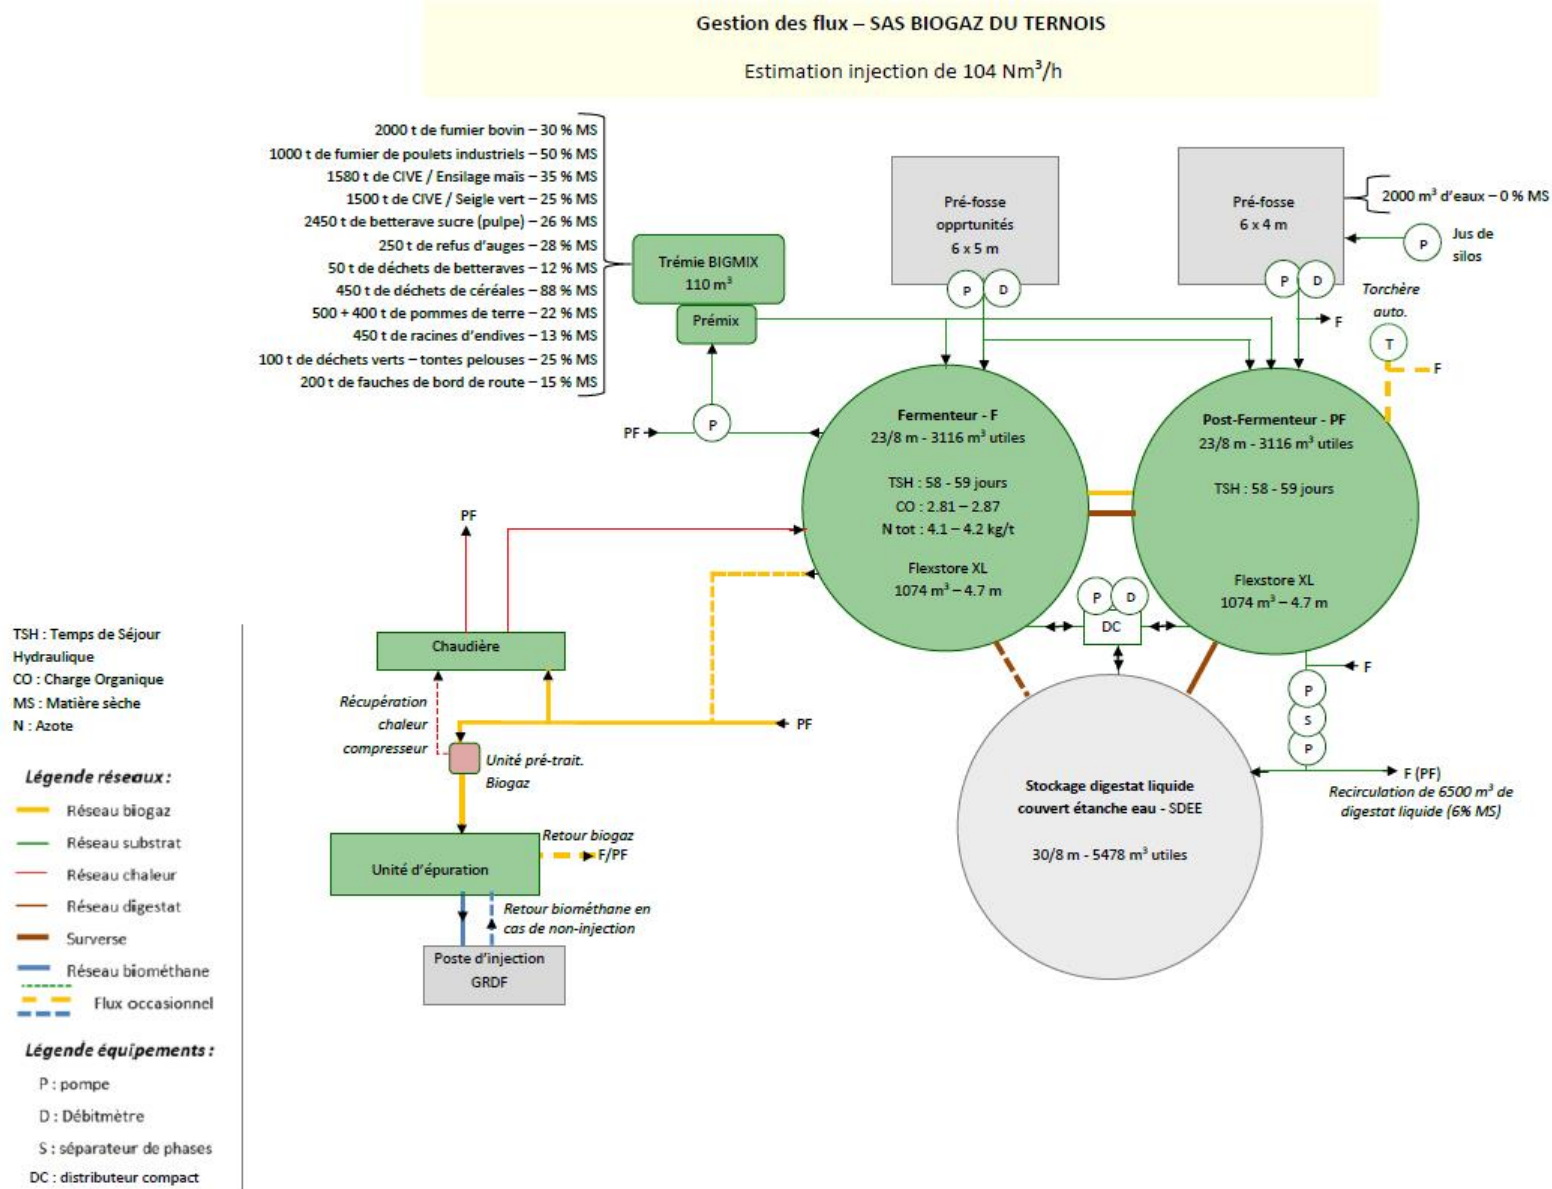 Gestion des flux – SAS BIOGAZ DU TERNOIS
Estimation injection de 104 Nm³/h
2000 t de fumier bovin – 30 % MS
1000 t de fumier de poulets industriels – 50 % MS
1580 t de CIVE / Ensilage maïs – 35 % MS
1500 t de CIVE / Seigle vert – 25 % MS
2450 t de betterave sucre (pulpe) – 26 % MS
250 t de refus d'auges – 28 % MS
50 t de déchets de betteraves – 12 % MS
450 t de déchets de céréales – 88 % MS
500 + 400 t de pommes de terre – 22 % MS
450 t de racines d'endives – 13 % MS
100 t de déchets verts – tontes pelouses – 25 % MS
200 t de fauches de bord de route – 15 % MS
Trémie BIGMIX
110 m³
Prémix
Pré-fosse
opprtunités
6 x 5 m
P
D
Pré-fosse
6 x 4 m
P
D
2000 m³ d'eaux – 0 % MS
P
Jus de
silos
F
Torchère
auto.
T
F
PF
P
Fermenteur - F
23/8 m - 3116 m³ utiles
TSH : 58 - 59 jours
CO : 2.81 – 2.87
N tot : 4.1 – 4.2 kg/t
Flexstore XL
1074 m³ – 4.7 m
Post-Fermenteur - PF
23/8 m - 3116 m³ utiles
TSH : 58 - 59 jours
Flexstore XL
1074 m³ – 4.7 m
P
D
DC
PF
Chaudière
Récupération
chaleur
compresseur
PF
Unité pré-trait.
Biogaz
Unité d'épuration
Retour biogaz
F/PF
Retour biométhane en
cas de non-injection
Poste d'injection
GRDF
Stockage digestat liquide
couvert étanche eau - SDEE
30/8 m - 5478 m³ utiles
F
P
S
P
F (PF)
Recirculation de 6500 m³ de
digestat liquide (6% MS)
TSH : Temps de Séjour
Hydraulique
CO : Charge Organique
MS : Matière sèche
N : Azote
Légende réseaux :
Réseau biogaz
Réseau substrat
Réseau chaleur
Réseau digestat
Surverse
Réseau biométhane
Flux occasionnel
Légende équipements :
P : pompe
D : Débitmètre
S : séparateur de phases
DC : distributeur compact